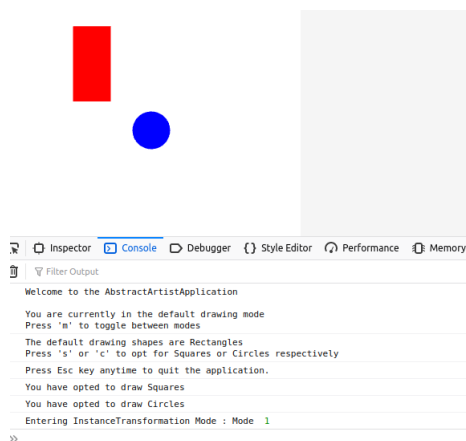 Inspector Console Debugger Style Editor Performance Memory
Filter Output
Welcome to the AbstractArtistApplication
You are currently in the default drawing mode
Press 'm' to toggle between modes
The default drawing shapes are Rectangles
Press 's' or 'c' to opt for Squares or Circles respectively
Press Esc key anytime to quit the application.
You have opted to draw Squares
You have opted to draw Circles
Entering InstanceTransformation Mode : Mode 1